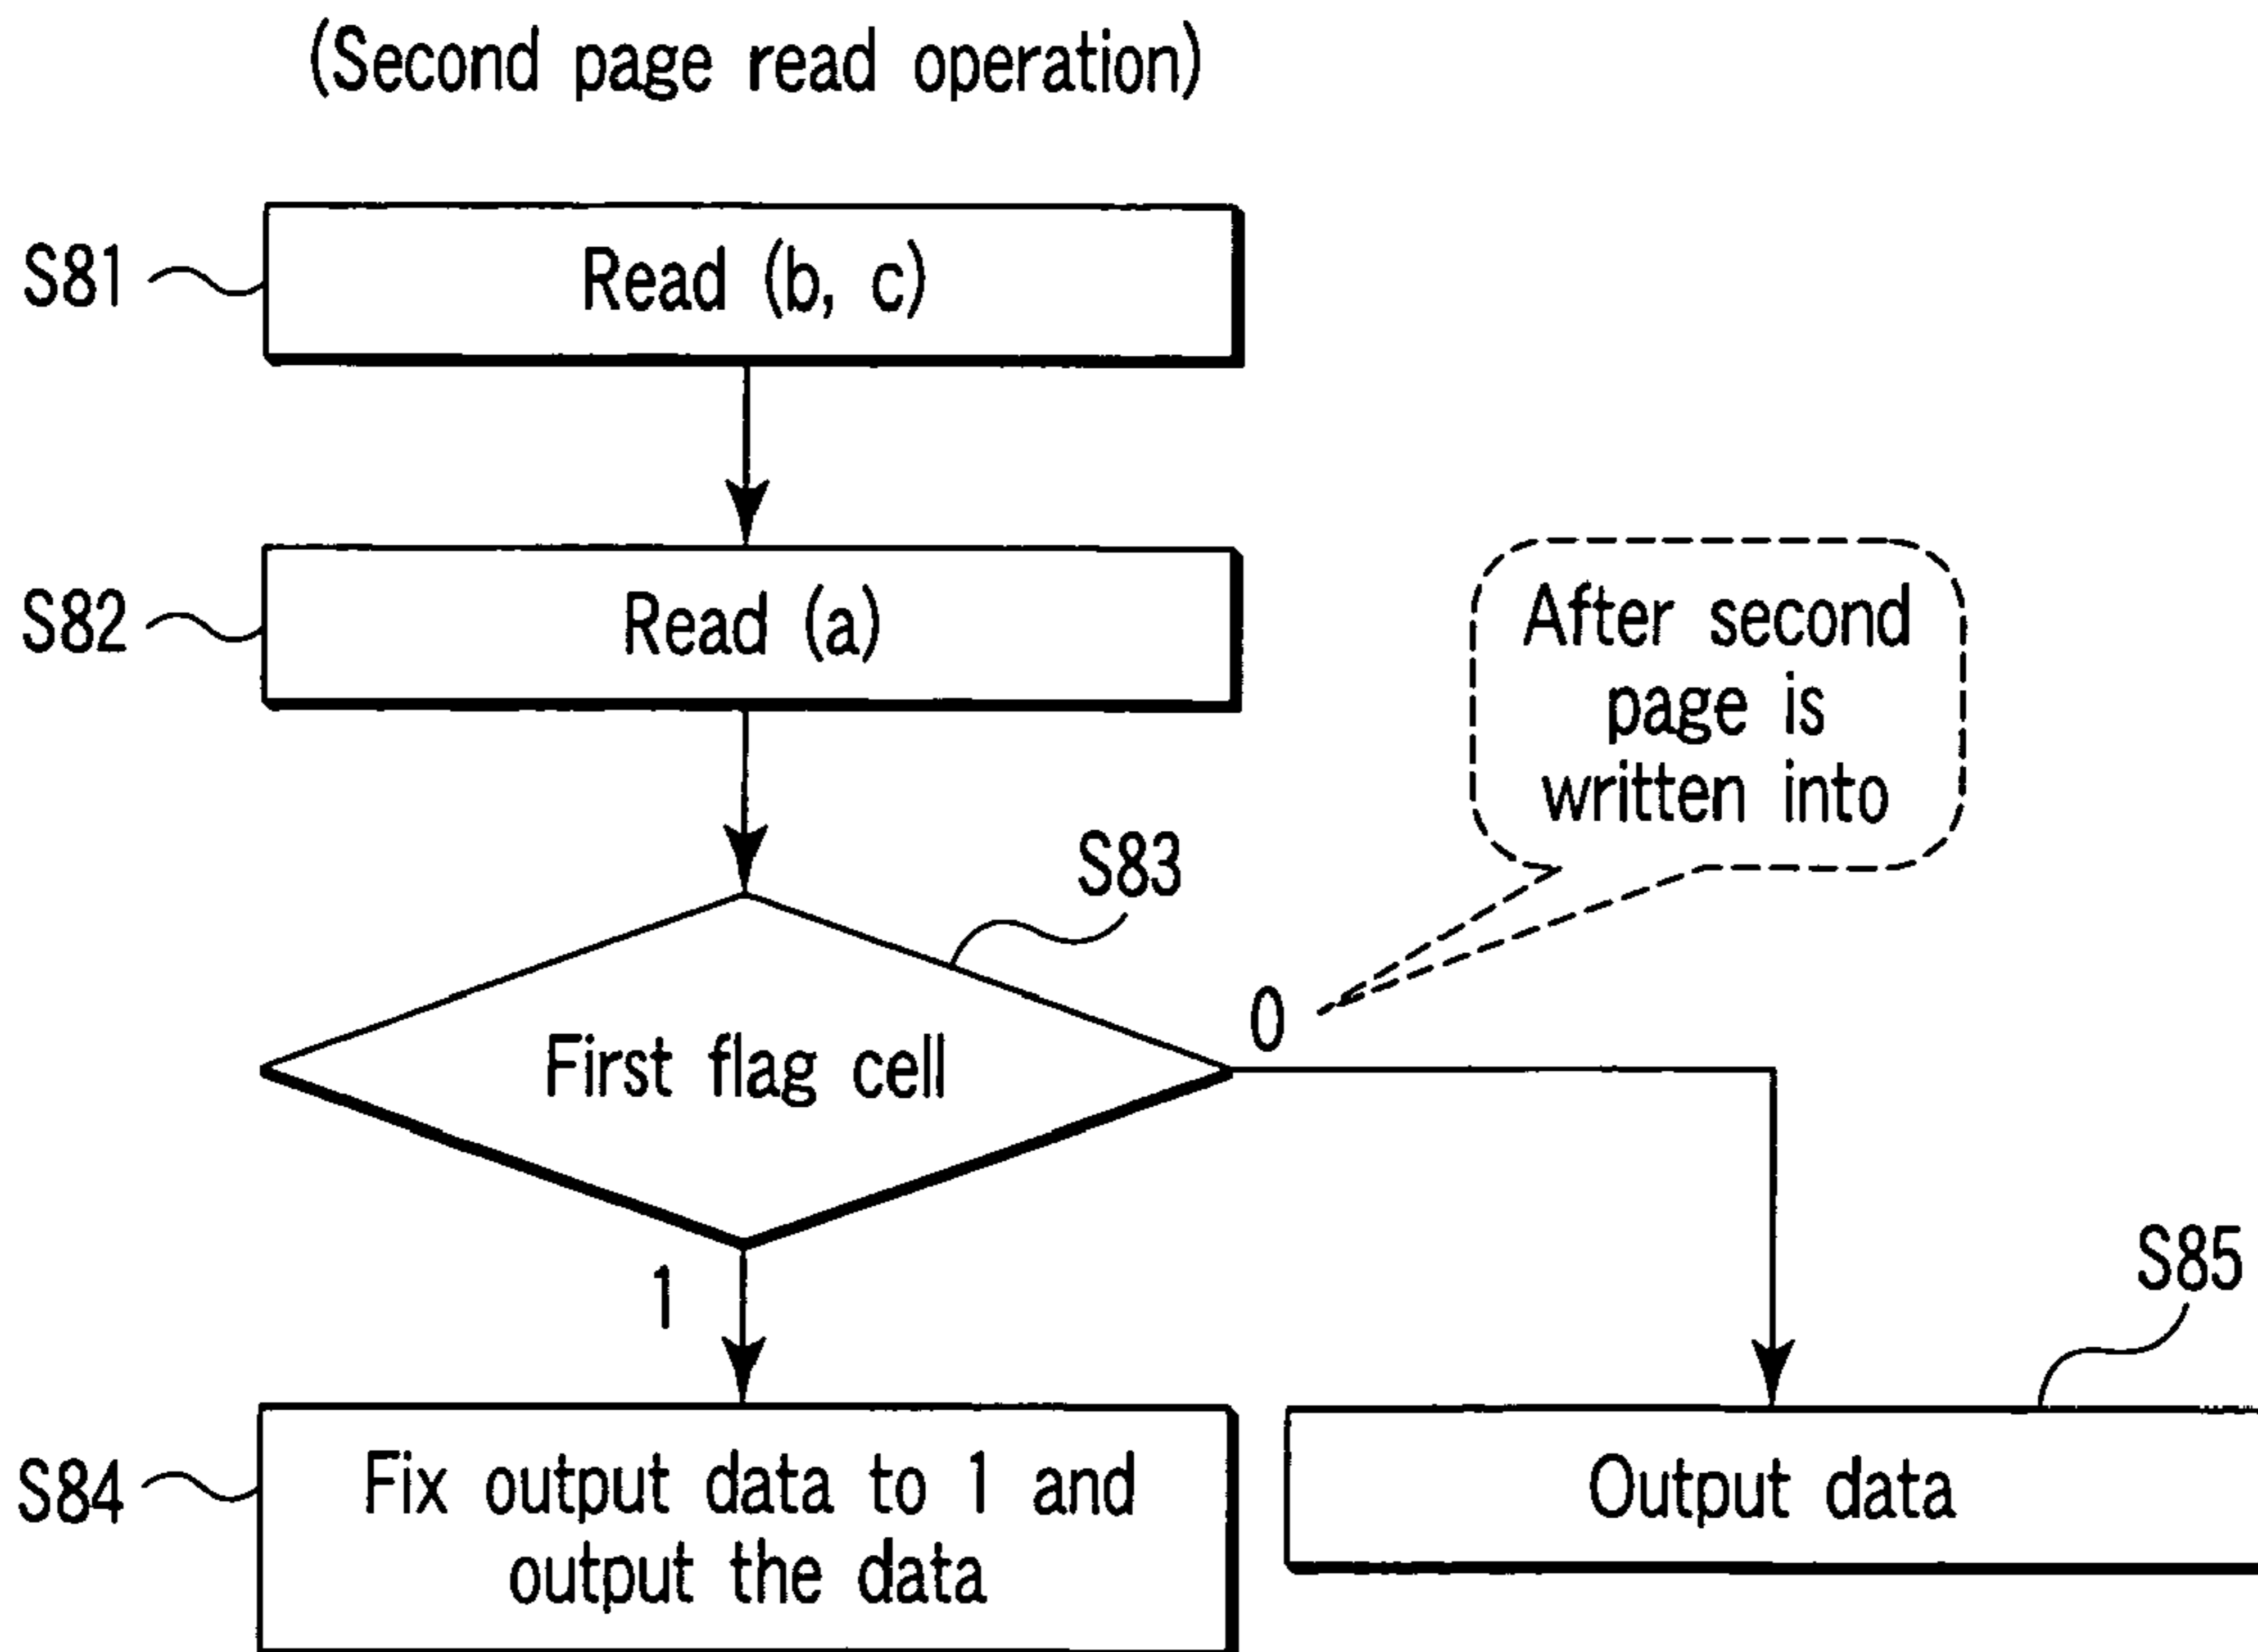 (Second page read operation)
S81
Read (b, c)
S82
Read (a)
After second
page is
written into
S83
0
First flag cell
1
S85
S84
Fix output data to 1 and
output the data
Output data